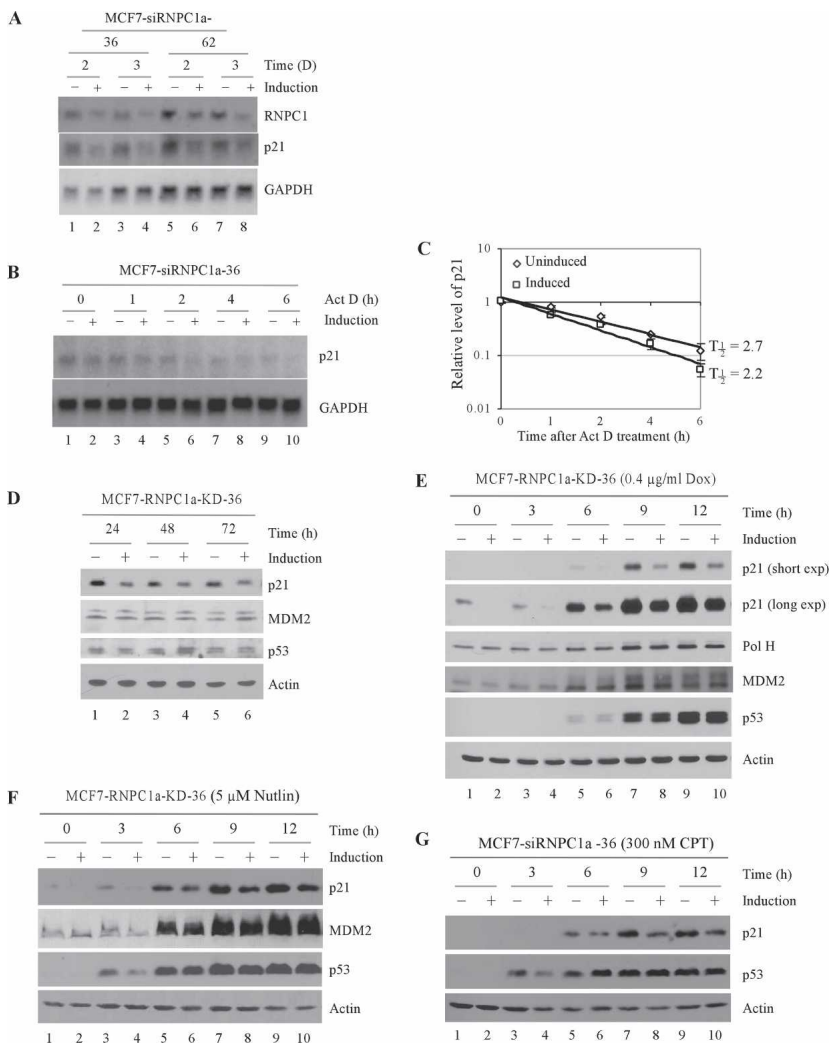 A
MCF7-siRNPC1a-
36 62
2 3 2 3 Time (D)
− + − + − + − + Induction
RNPC1
p21
GAPDH
1 2 3 4 5 6 7 8
B
MCF7-siRNPC1a-36
0 1 2 4 6 Act D (h)
− + − + − + − + − + Induction
p21
GAPDH
1 2 3 4 5 6 7 8 9 10
C
Relative level of p21
10
1
0.1
0.01
Uninduced
Induced
T½ = 2.7
T½ = 2.2
0 1 2 4 6
Time after Act D treatment (h)
D
MCF7-RNPC1a-KD-36
24 48 72 Time (h)
− + − + − + Induction
p21
MDM2
p53
Actin
1 2 3 4 5 6
E
MCF7-RNPC1a-KD-36 (0.4 μg/ml Dox)
0 3 6 9 12 Time (h)
− + − + − + − + − + Induction
p21 (short exp)
p21 (long exp)
Pol H
MDM2
p53
Actin
1 2 3 4 5 6 7 8 9 10
F
MCF7-RNPC1a-KD-36 (5 μM Nutlin)
0 3 6 9 12 Time (h)
− + − + − + − + − + Induction
p21
MDM2
p53
Actin
1 2 3 4 5 6 7 8 9 10
G
MCF7-siRNPC1a -36 (300 nM CPT)
0 3 6 9 12 Time (h)
− + − + − + − + − + Induction
p21
p53
Actin
1 2 3 4 5 6 7 8 9 10